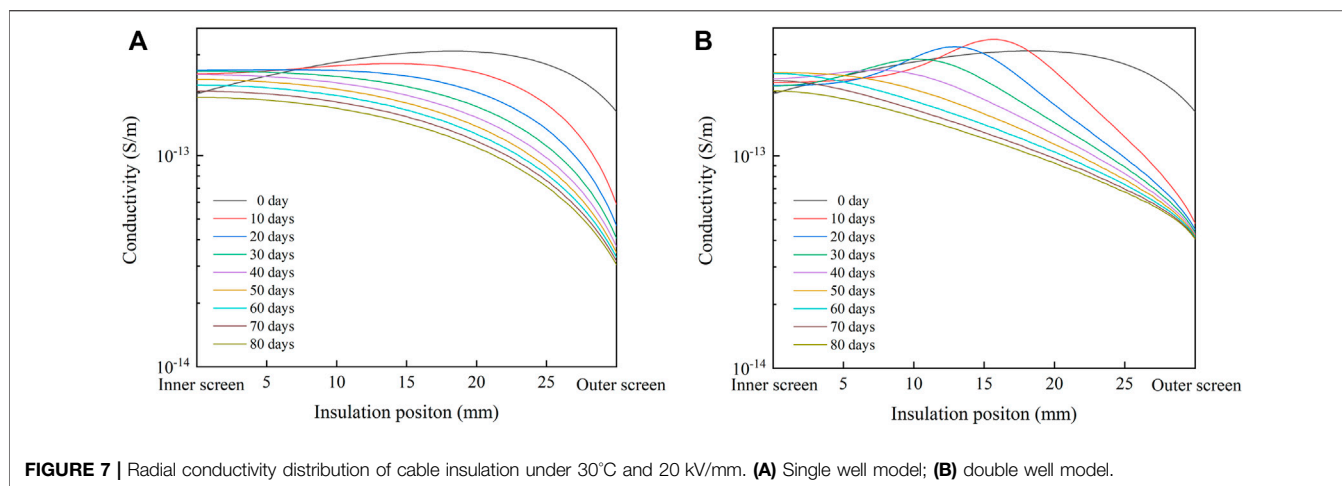 A
Conductivity (S/m)
10⁻¹³
10⁻¹⁴
0 day
10 days
20 days
30 days
40 days
50 days
60 days
70 days
80 days
Inner screen 5 10 15 20 25 Outer screen
Insulation positon (mm)
B
Conductivity (S/m)
10⁻¹³
10⁻¹⁴
0 day
10 days
20 days
30 days
40 days
50 days
60 days
70 days
80 days
Inner screen 5 10 15 20 25 Outer screen
Insulation positon (mm)
FIGURE 7 | Radial conductivity distribution of cable insulation under 30°C and 20 kV/mm. (A) Single well model; (B) double well model.